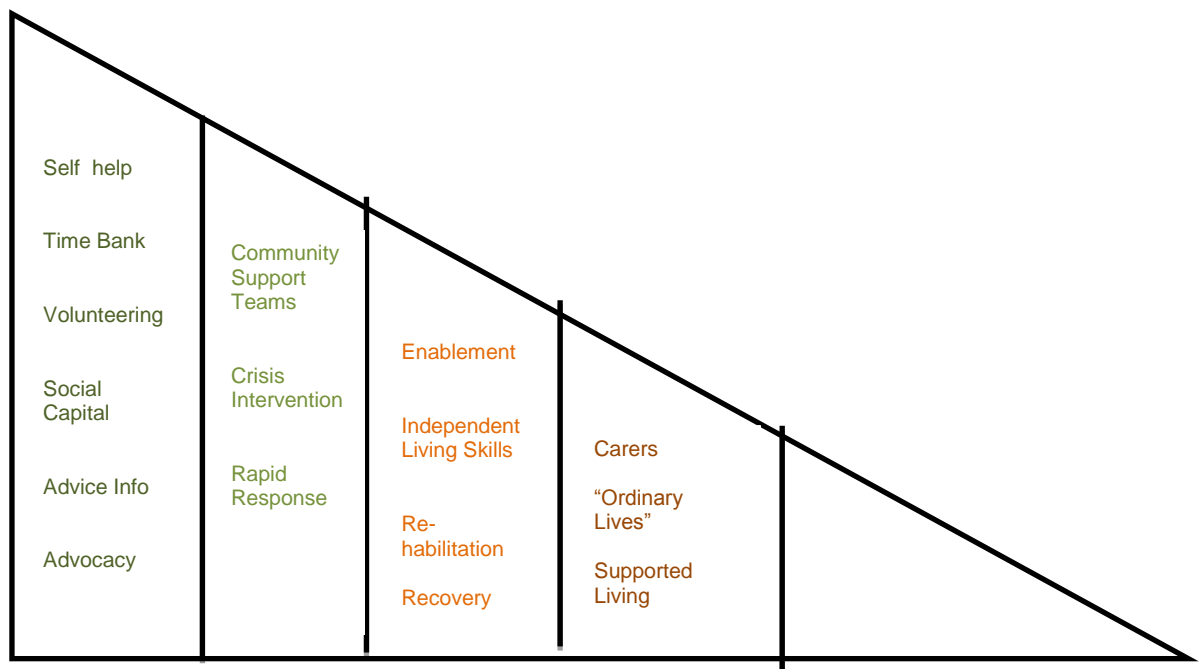 Self help
Time Bank
Volunteering
Social
Capital
Advice Info
Advocacy
Community
Support
Teams
Crisis
Intervention
Rapid
Response
Enablement
Independent
Living Skills
Re-
habilitation
Recovery
Carers
“Ordinary
Lives”
Supported
Living